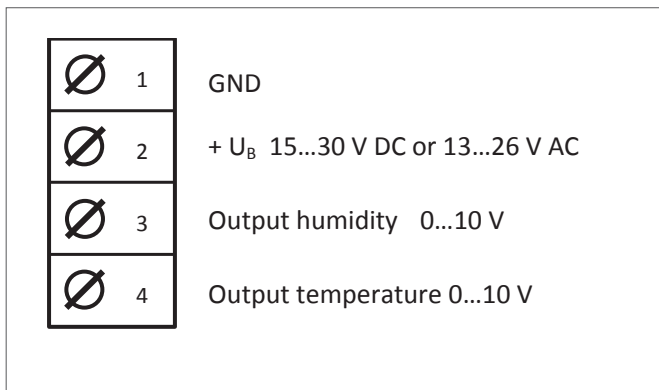 1 GND
2 + U_B 15...30 V DC or 13...26 V AC
3 Output humidity 0...10 V
4 Output temperature 0...10 V